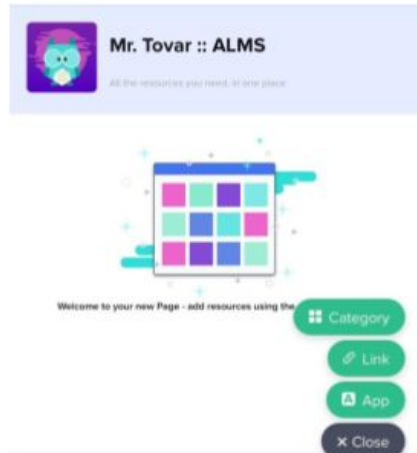 Mr. Tovar :: ALMS
All the resources you need, in one place
Welcome to your new Page - add resources using the
Category
Link
A App
× Close